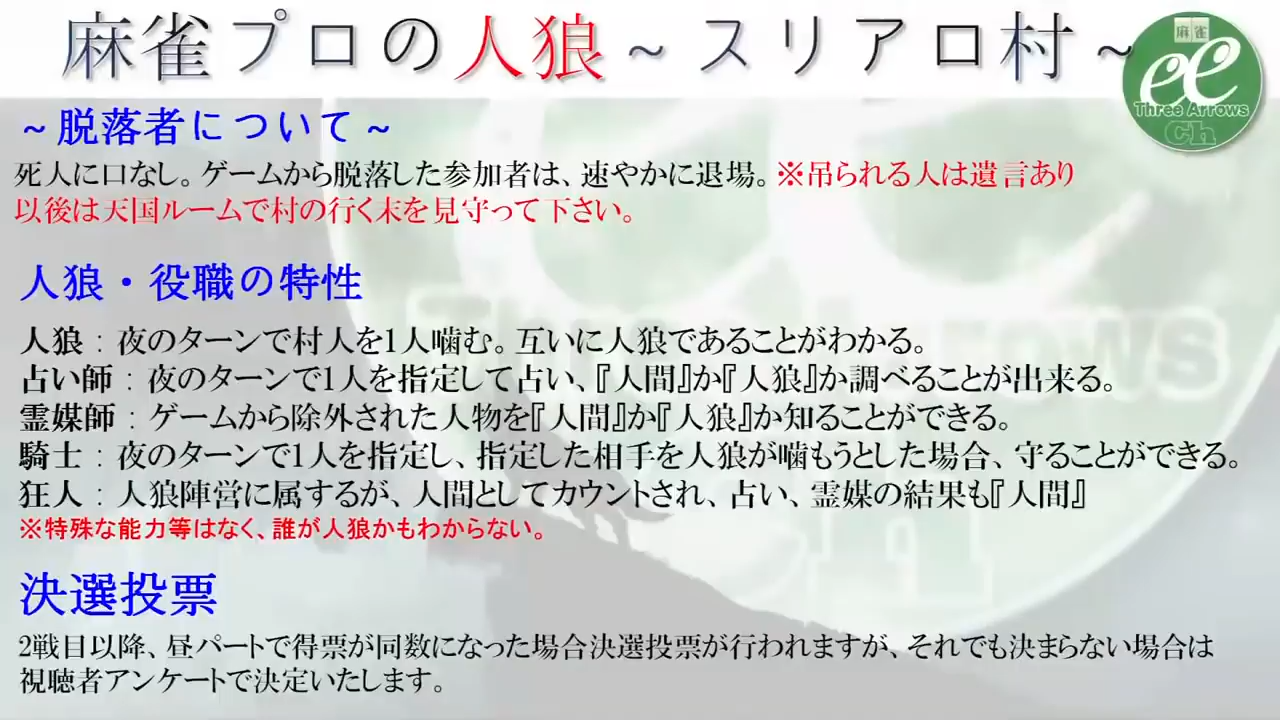 麻雀プロの人狼～スリアロ村～
麻雀
Three Arrows
Ch
～脱落者について～
死人に口なし。ゲームから脱落した参加者は、速やかに退場。※吊られる人は遺言あり
以後は天国ルームで村の行く末を見守って下さい。
人狼・役職の特性
人狼：夜のターンで村人を1人噛む。互いに人狼であることがわかる。
占い師：夜のターンで1人を指定して占い、『人間』か『人狼』か調べることが出来る。
霊媒師：ゲームから除外された人物を『人間』か『人狼』か知ることができる。
騎士：夜のターンで1人を指定し、指定した相手を人狼が噛もうとした場合、守ることができる。
狂人：人狼陣営に属するが、人間としてカウントされ、占い、霊媒の結果も『人間』
※特殊な能力等はなく、誰が人狼かもわからない。
決選投票
2戦目以降、昼パートで得票が同数になった場合決選投票が行われますが、それでも決まらない場合は
視聴者アンケートで決定いたします。
Three Arrows
Ch